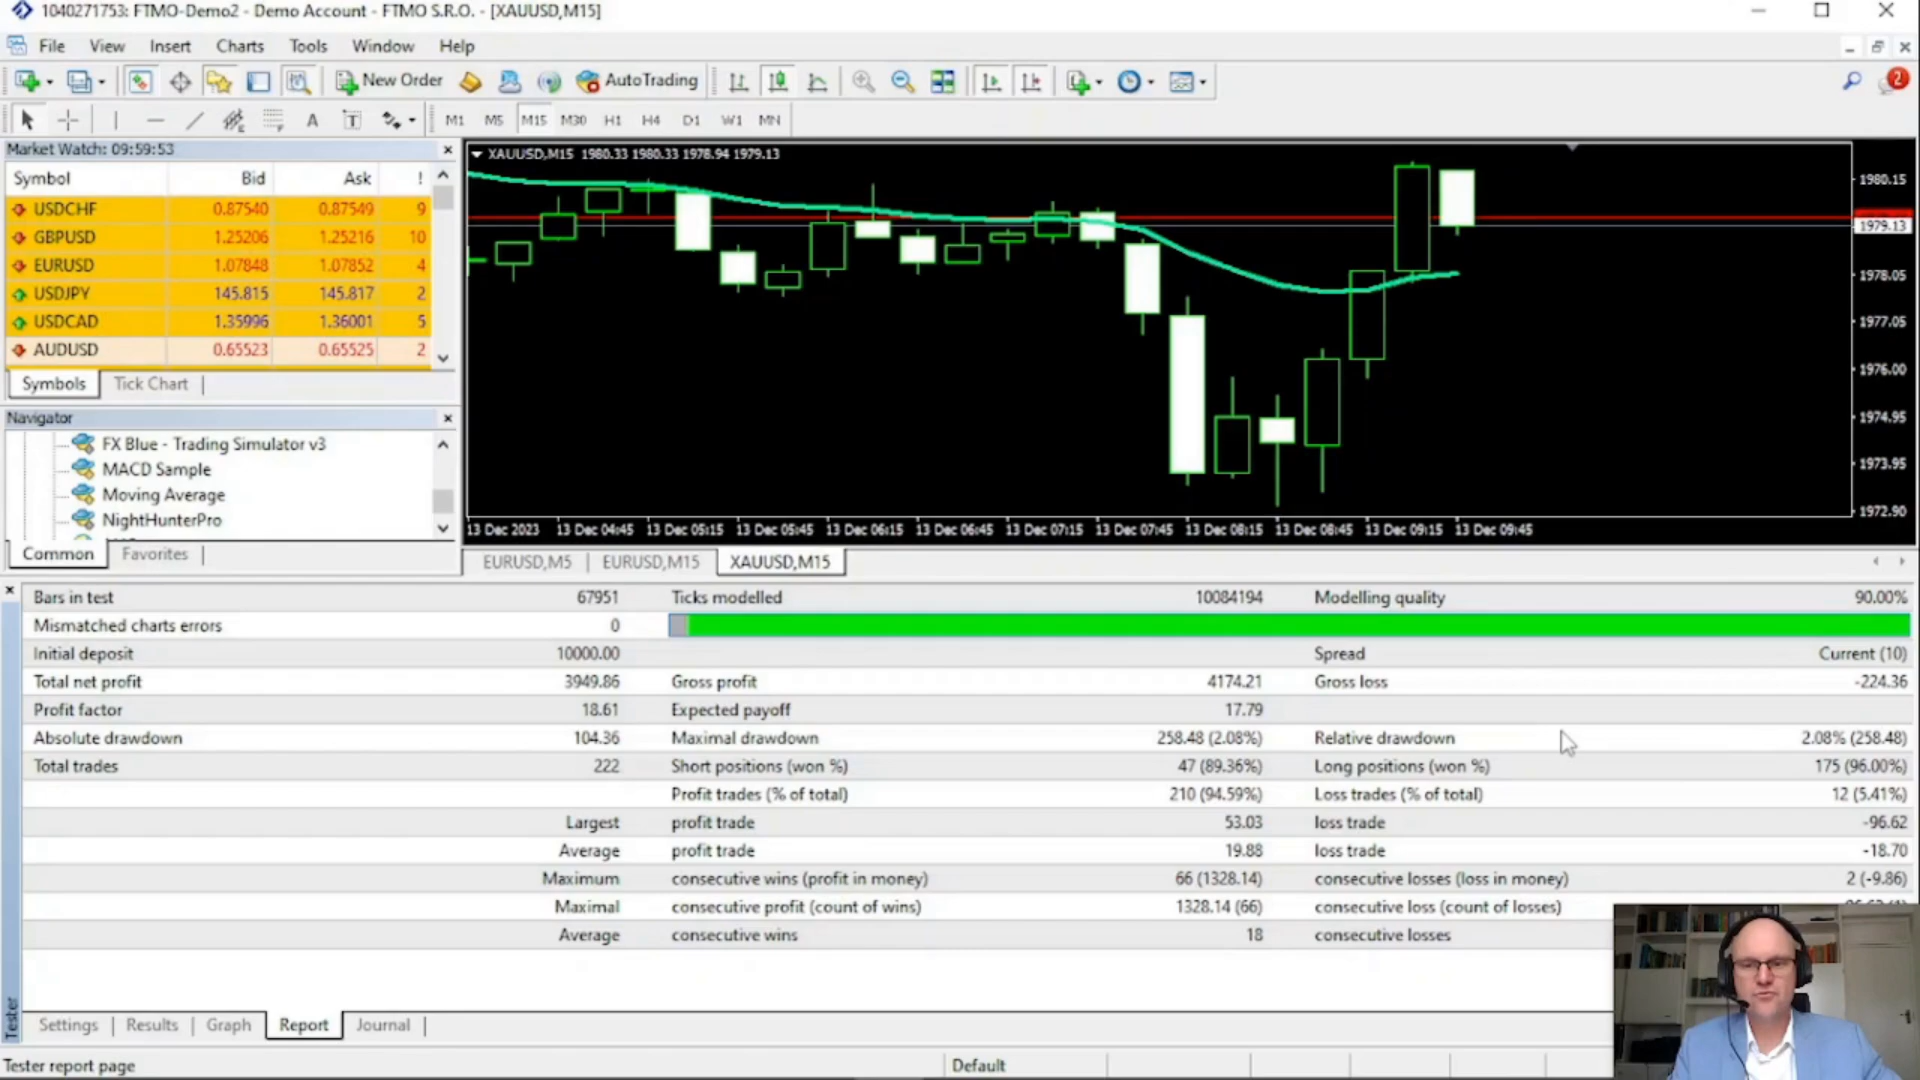 1040271753: FTMO-Demo2 - Demo Account - FTMO S.R.O. - [XAUUSD,M15]
File View Insert Charts Tools Window Help
New Order AutoTrading 2
A T M1 M5 M15 M30 H1 H4 D1 W1 MN
Market Watch: 09:59:53
Symbol Bid Ask !
USDCHF 0.87540 0.87549 9
GBPUSD 1.25206 1.25216 10
EURUSD 1.07848 1.07852 4
USDJPY 145.815 145.817 2
USDCAD 1.35996 1.36001 5
AUDUSD 0.65523 0.65525 2
Symbols Tick Chart
Navigator
FX Blue - Trading Simulator v3
MACD Sample
Moving Average
NightHunterPro
Common Favorites
XAUUSD,M15 1980.33 1980.33 1978.94 1979.13
1980.15
1979.13
1978.05
1977.05
1976.00
1974.95
1973.95
1972.90
13 Dec 2023 13 Dec 04:45 13 Dec 05:15 13 Dec 05:45 13 Dec 06:15 13 Dec 06:45 13 Dec 07:15 13 Dec 07:45 13 Dec 08:15 13 Dec 08:45 13 Dec 09:15 13 Dec 09:45
EURUSD,M5 EURUSD,M15 XAUUSD,M15
Bars in test 67951 Ticks modelled 10084194 Modelling quality 90.00%
Mismatched charts errors 0
Initial deposit 10000.00 Spread Current (10)
Total net profit 3949.86 Gross profit 4174.21 Gross loss -224.36
Profit factor 18.61 Expected payoff 17.79
Absolute drawdown 104.36 Maximal drawdown 258.48 (2.08%) Relative drawdown 2.08% (258.48)
Total trades 222 Short positions (won %) 47 (89.36%) Long positions (won %) 175 (96.00%)
Profit trades (% of total) 210 (94.59%) Loss trades (% of total) 12 (5.41%)
Largest profit trade 53.03 loss trade -96.62
Average profit trade 19.88 loss trade -18.70
Maximum consecutive wins (profit in money) 66 (1328.14) consecutive losses (loss in money) 2 (-9.86)
Maximal consecutive profit (count of wins) 1328.14 (66) consecutive loss (count of losses)
Average consecutive wins 18 consecutive losses
Tester
Settings Results Graph Report Journal
Tester report page Default